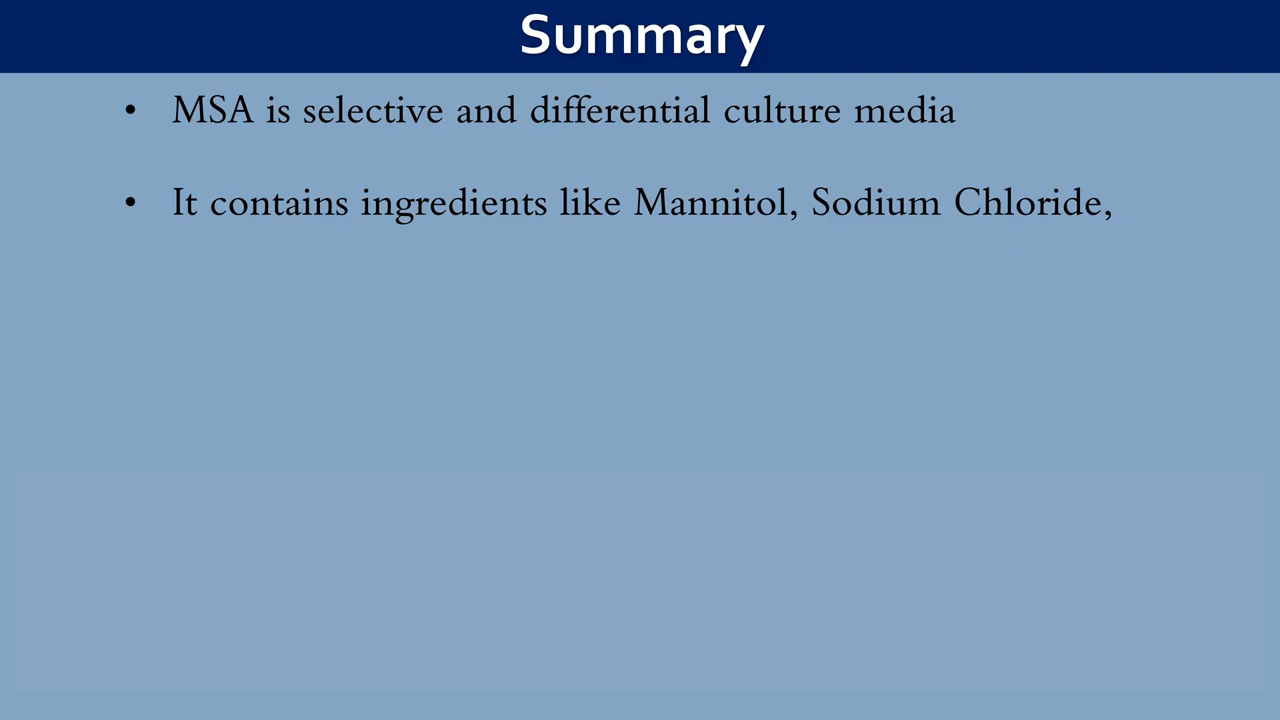 Summary
• MSA is selective and differential culture media
• It contains ingredients like Mannitol, Sodium Chloride,